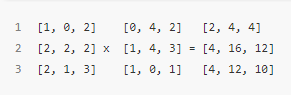 1 [1, 0, 2] [0, 4, 2] [2, 4, 4]
2 [2, 2, 2] x [1, 4, 3] = [4, 16, 12]
3 [2, 1, 3] [1, 0, 1] [4, 12, 10]